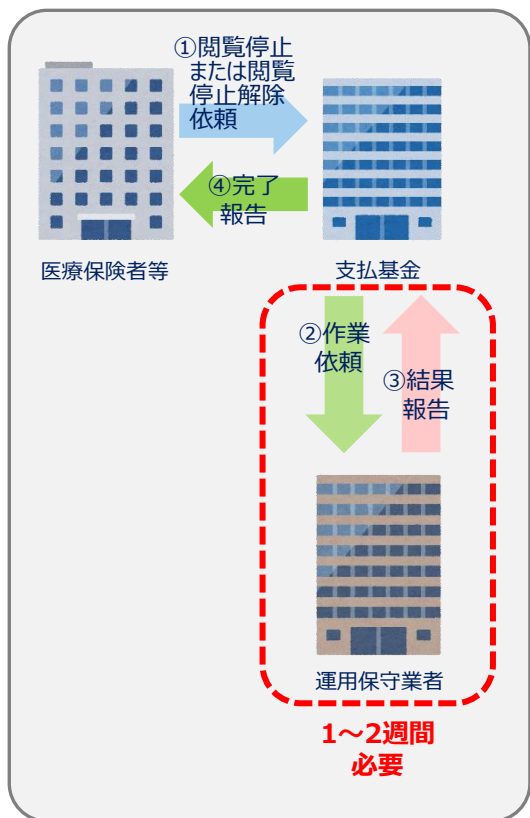 ①閲覧停止
または閲覧
停止解除
依頼
④完了
報告
医療保険者等
支払基金
②作業
依頼
③結果
報告
運用保守業者
1～2週間
必要